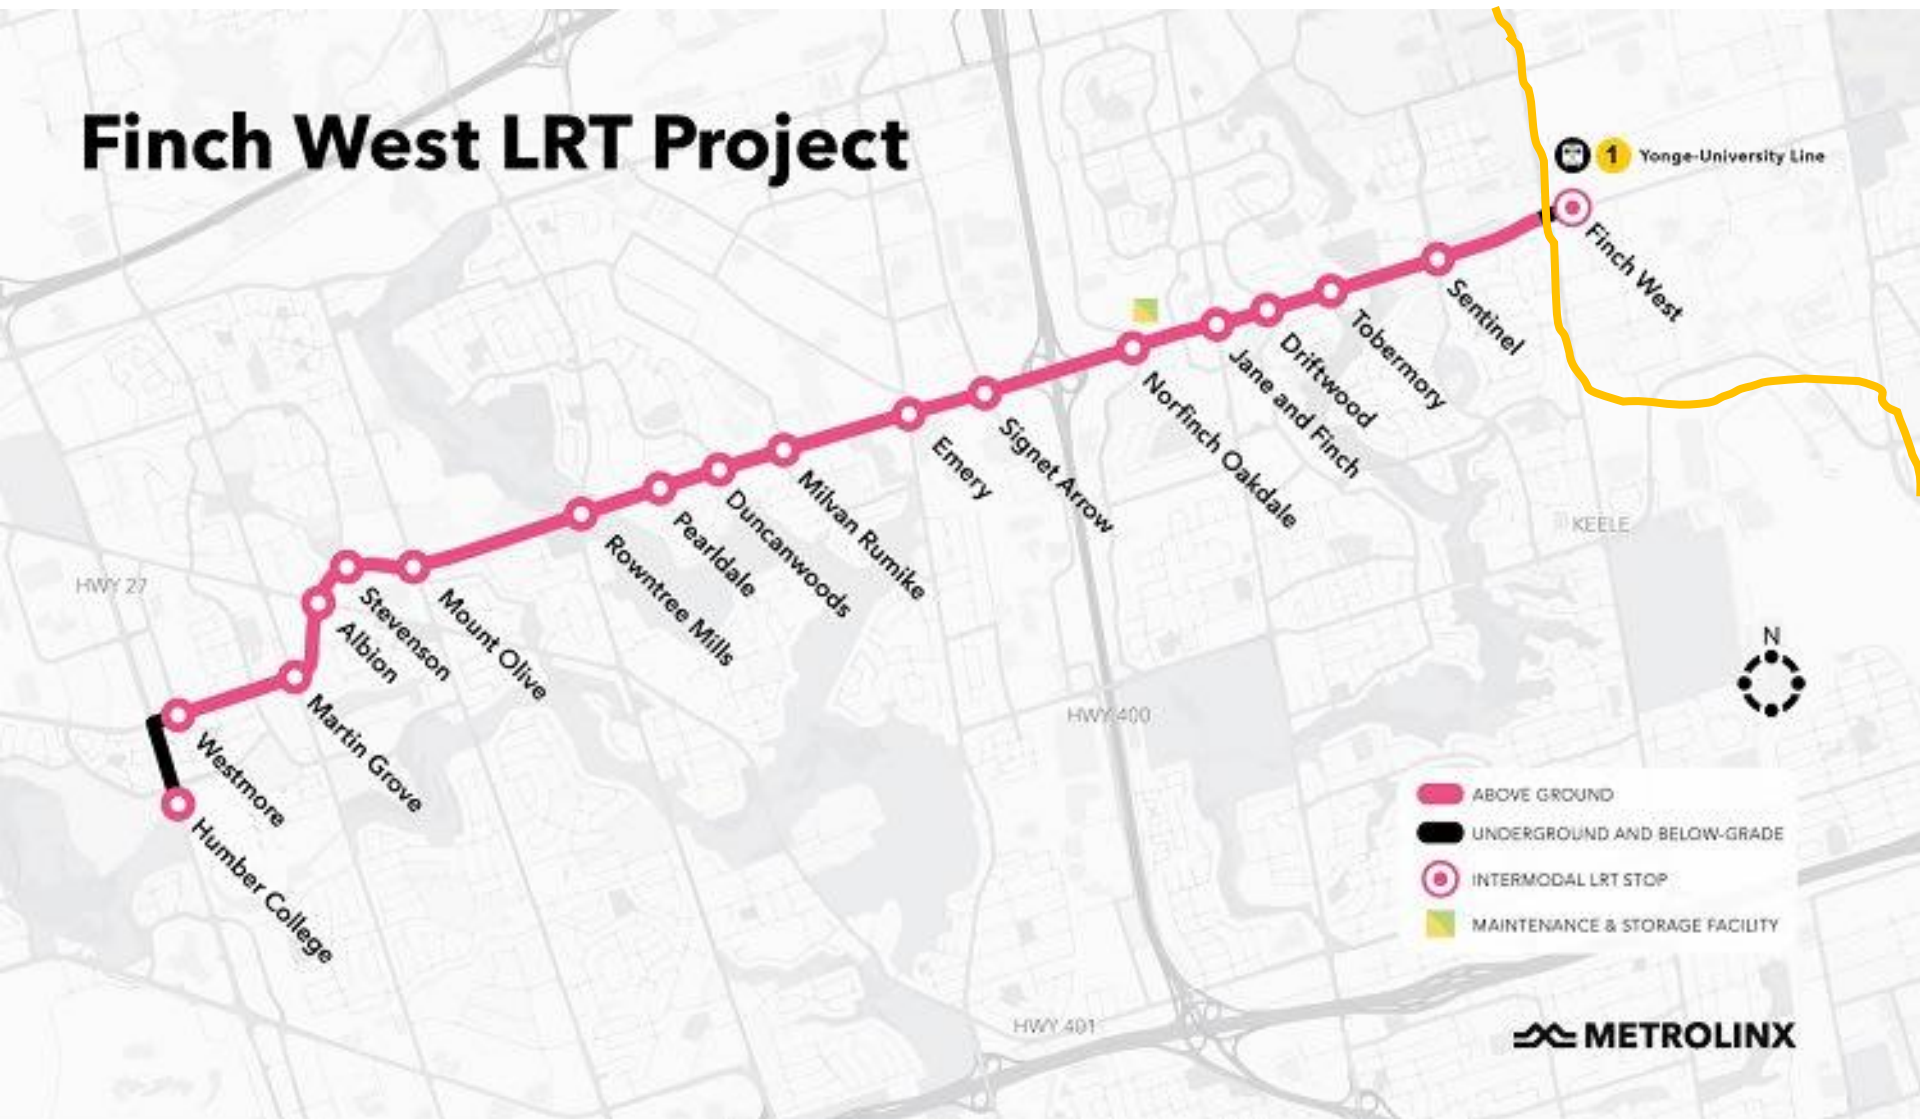 Finch West LRT Project
1 Yonge-University Line
Finch West
Sentinel
Tobermory
Driftwood
Jane and Finch
Norfinch Oakdale
Signet Arrow
Emery
Milvan Rumike
Duncanwoods
Pearldale
Rowntree Mills
Mount Olive
Stevenson
Albion
Martin Grove
Westmore
Humber College
HWY 27
KEELE
HWY 400
HWY 401
N
ABOVE GROUND
UNDERGROUND AND BELOW-GRADE
INTERMODAL LRT STOP
MAINTENANCE & STORAGE FACILITY
METROLINX